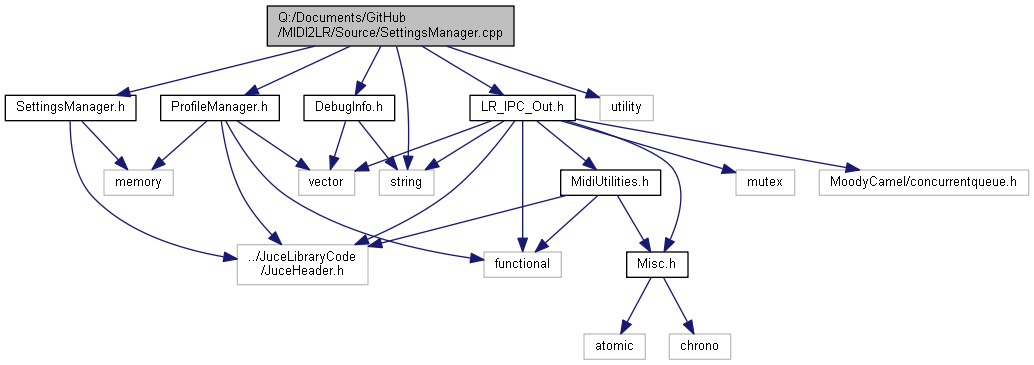 Q:/Documents/GitHub
/MIDI2LR/Source/SettingsManager.cpp
SettingsManager.h
ProfileManager.h
DebugInfo.h
LR_IPC_Out.h
utility
memory
vector
string
MidiUtilities.h
mutex
MoodyCamel/concurrentqueue.h
../JuceLibraryCode
/JuceHeader.h
functional
Misc.h
atomic
chrono